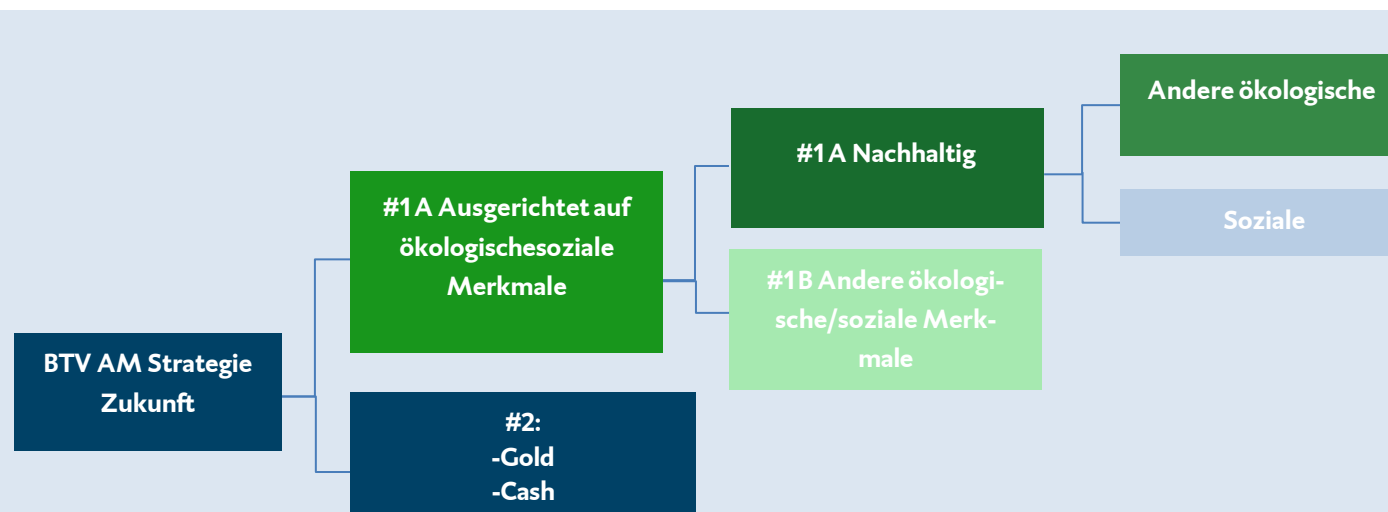 BTV AM Strategie
Zukunft
#1 A Ausgerichtet auf
ökologischesoziale
Merkmale
#2:
-Gold
-Cash
#1 A Nachhaltig
#1B Andere ökologi-
sche/soziale Merk-
male
Andere ökologische
Soziale